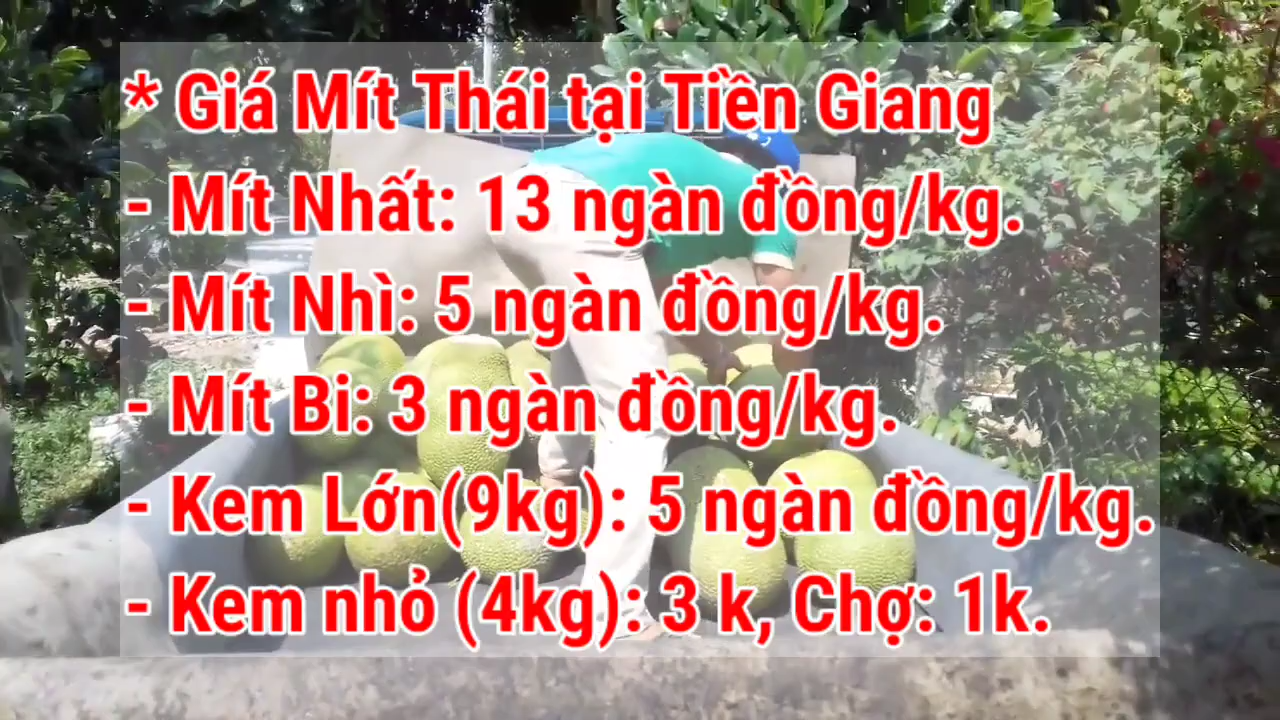 * Giá Mít Thái tại Tiền Giang
- Mít Nhất: 13 ngàn đồng/kg.
- Mít Nhì: 5 ngàn đồng/kg.
- Mít Bi: 3 ngàn đồng/kg.
- Kem Lớn(9kg): 5 ngàn đồng/kg.
- Kem nhỏ (4kg): 3 k, Chợ: 1k.